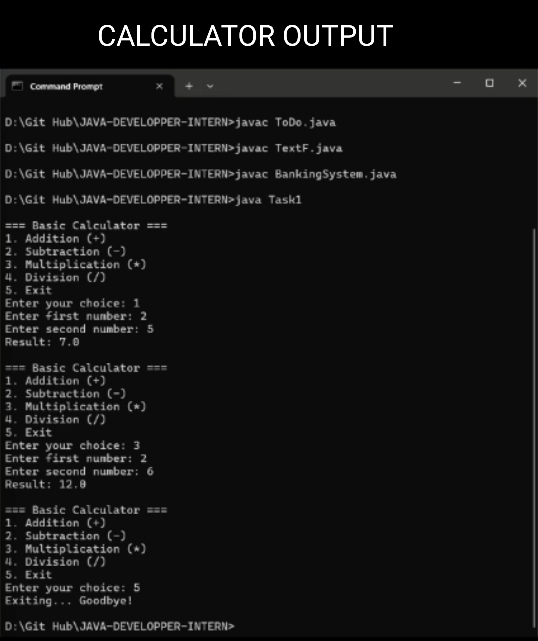 CALCULATOR OUTPUT
Command Prompt
D:\Git Hub\JAVA-DEVELOPPER-INTERN>javac ToDo.java
D:\Git Hub\JAVA-DEVELOPPER-INTERN>javac TextF.java
D:\Git Hub\JAVA-DEVELOPPER-INTERN>javac BankingSystem.java
D:\Git Hub\JAVA-DEVELOPPER-INTERN>java Task1
=== Basic Calculator ===
1. Addition (+)
2. Subtraction (-)
3. Multiplication (*)
4. Division (/)
5. Exit
Enter your choice: 1
Enter first number: 2
Enter second number: 5
Result: 7.0
=== Basic Calculator ===
1. Addition (+)
2. Subtraction (-)
3. Multiplication (*)
4. Division (/)
5. Exit
Enter your choice: 3
Enter first number: 2
Enter second number: 6
Result: 12.0
=== Basic Calculator ===
1. Addition (+)
2. Subtraction (-)
3. Multiplication (*)
4. Division (/)
5. Exit
Enter your choice: 5
Exiting... Goodbye!
D:\Git Hub\JAVA-DEVELOPPER-INTERN>